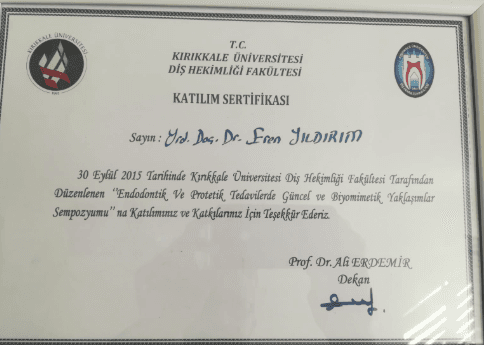 KIRIKKALE ÜNİVERSİTESİ
T.C.
KIRIKKALE ÜNİVERSİTESİ
DİŞ HEKİMLİĞİ FAKÜLTESİ
KATILIM SERTİFİKASI
Sayın : Yrd. Doç. Dr. Eren YILDIRIM
30 Eylül 2015 Tarihinde Kırıkkale Üniversitesi Diş Hekimliği Fakültesi Tarafından
Düzenlenen "Endodontik Ve Protetik Tedavilerde Güncel ve Biyomimetik Yaklaşımlar
Sempozyumu" na Katılımınız ve Katkılarınız İçin Teşekkür Ederiz.
Prof. Dr. Ali ERDEMİR
Dekan